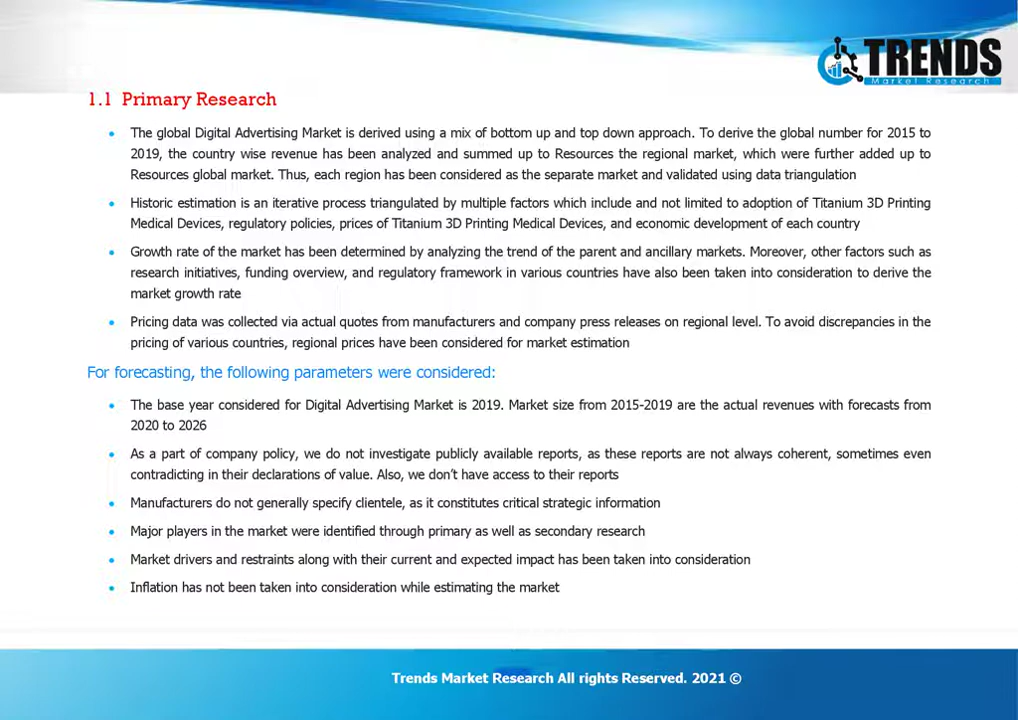 TRENDS
Market Research
1.1 Primary Research
• The global Digital Advertising Market is derived using a mix of bottom up and top down approach. To derive the global number for 2015 to
2019, the country wise revenue has been analyzed and summed up to Resources the regional market, which were further added up to
Resources global market. Thus, each region has been considered as the separate market and validated using data triangulation
• Historic estimation is an iterative process triangulated by multiple factors which include and not limited to adoption of Titanium 3D Printing
Medical Devices, regulatory policies, prices of Titanium 3D Printing Medical Devices, and economic development of each country
• Growth rate of the market has been determined by analyzing the trend of the parent and ancillary markets. Moreover, other factors such as
research initiatives, funding overview, and regulatory framework in various countries have also been taken into consideration to derive the
market growth rate
• Pricing data was collected via actual quotes from manufacturers and company press releases on regional level. To avoid discrepancies in the
pricing of various countries, regional prices have been considered for market estimation
For forecasting, the following parameters were considered:
• The base year considered for Digital Advertising Market is 2019. Market size from 2015-2019 are the actual revenues with forecasts from
2020 to 2026
• As a part of company policy, we do not investigate publicly available reports, as these reports are not always coherent, sometimes even
contradicting in their declarations of value. Also, we don't have access to their reports
• Manufacturers do not generally specify clientele, as it constitutes critical strategic information
• Major players in the market were identified through primary as well as secondary research
• Market drivers and restraints along with their current and expected impact has been taken into consideration
• Inflation has not been taken into consideration while estimating the market
Trends Market Research All rights Reserved. 2021 ©